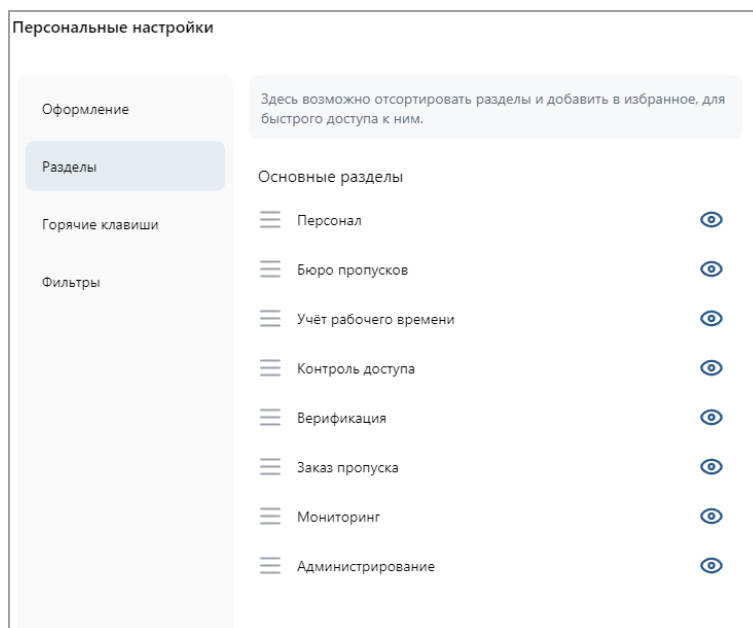 Персональные настройки
Оформление
Разделы
Горячие клавиши
Фильтры
Здесь возможно отсортировать разделы и добавить в избранное, для
быстрого доступа к ним.
Основные разделы
Персонал
Бюро пропусков
Учёт рабочего времени
Контроль доступа
Верификация
Заказ пропуска
Мониторинг
Администрирование